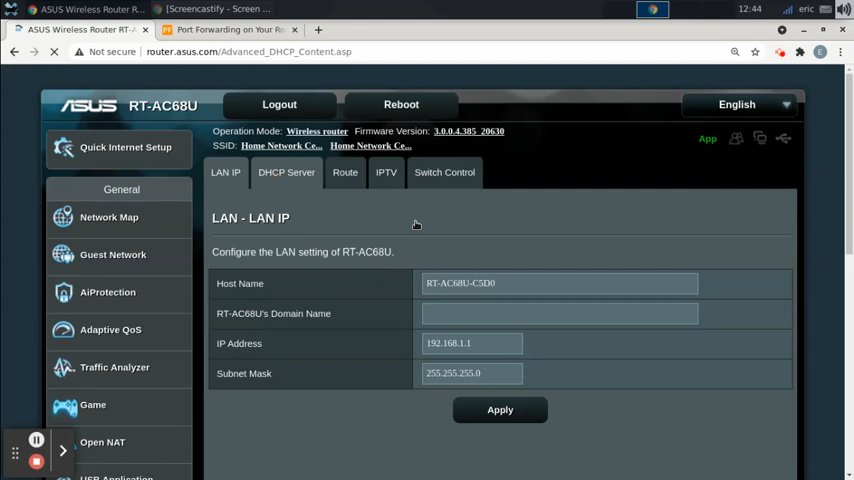 ASUS Wireless Router R...
[Screencastify - Screen ...
12:44
eric
ASUS Wireless Router RT-A
Port Forwarding on Your Ro
Not secure
router.asus.com/Advanced_DHCP_Content.asp
E
ASUS RT-AC68U
Logout
Reboot
English
Operation Mode: Wireless router Firmware Version: 3.0.0.4.385_20630
SSID: Home Network Ce... Home Network Ce...
App
Quick Internet Setup
General
Network Map
Guest Network
AiProtection
Adaptive QoS
Traffic Analyzer
Game
Open NAT
USB Application
LAN IP
DHCP Server
Route
IPTV
Switch Control
LAN - LAN IP
Configure the LAN setting of RT-AC68U.
Host Name RT-AC68U-C5D0
RT-AC68U's Domain Name
IP Address 192.168.1.1
Subnet Mask 255.255.255.0
Apply